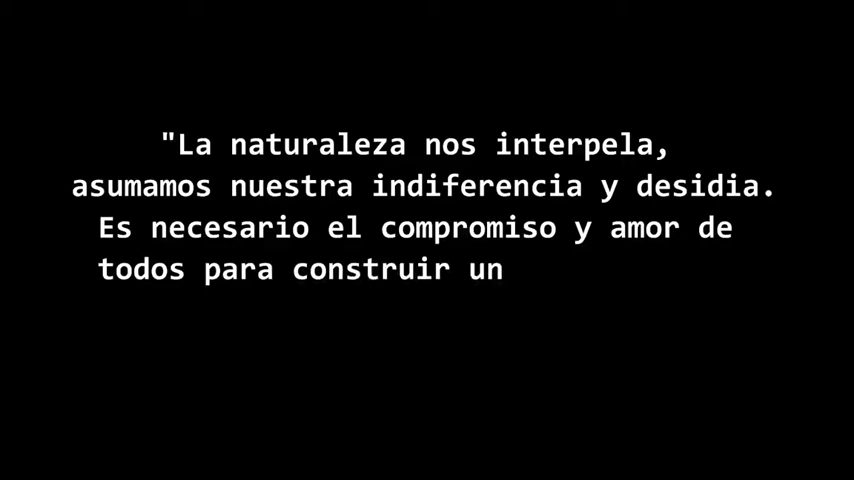 "La naturaleza nos interpela,
asumamos nuestra indiferencia y desidia.
Es necesario el compromiso y amor de
todos para construir un